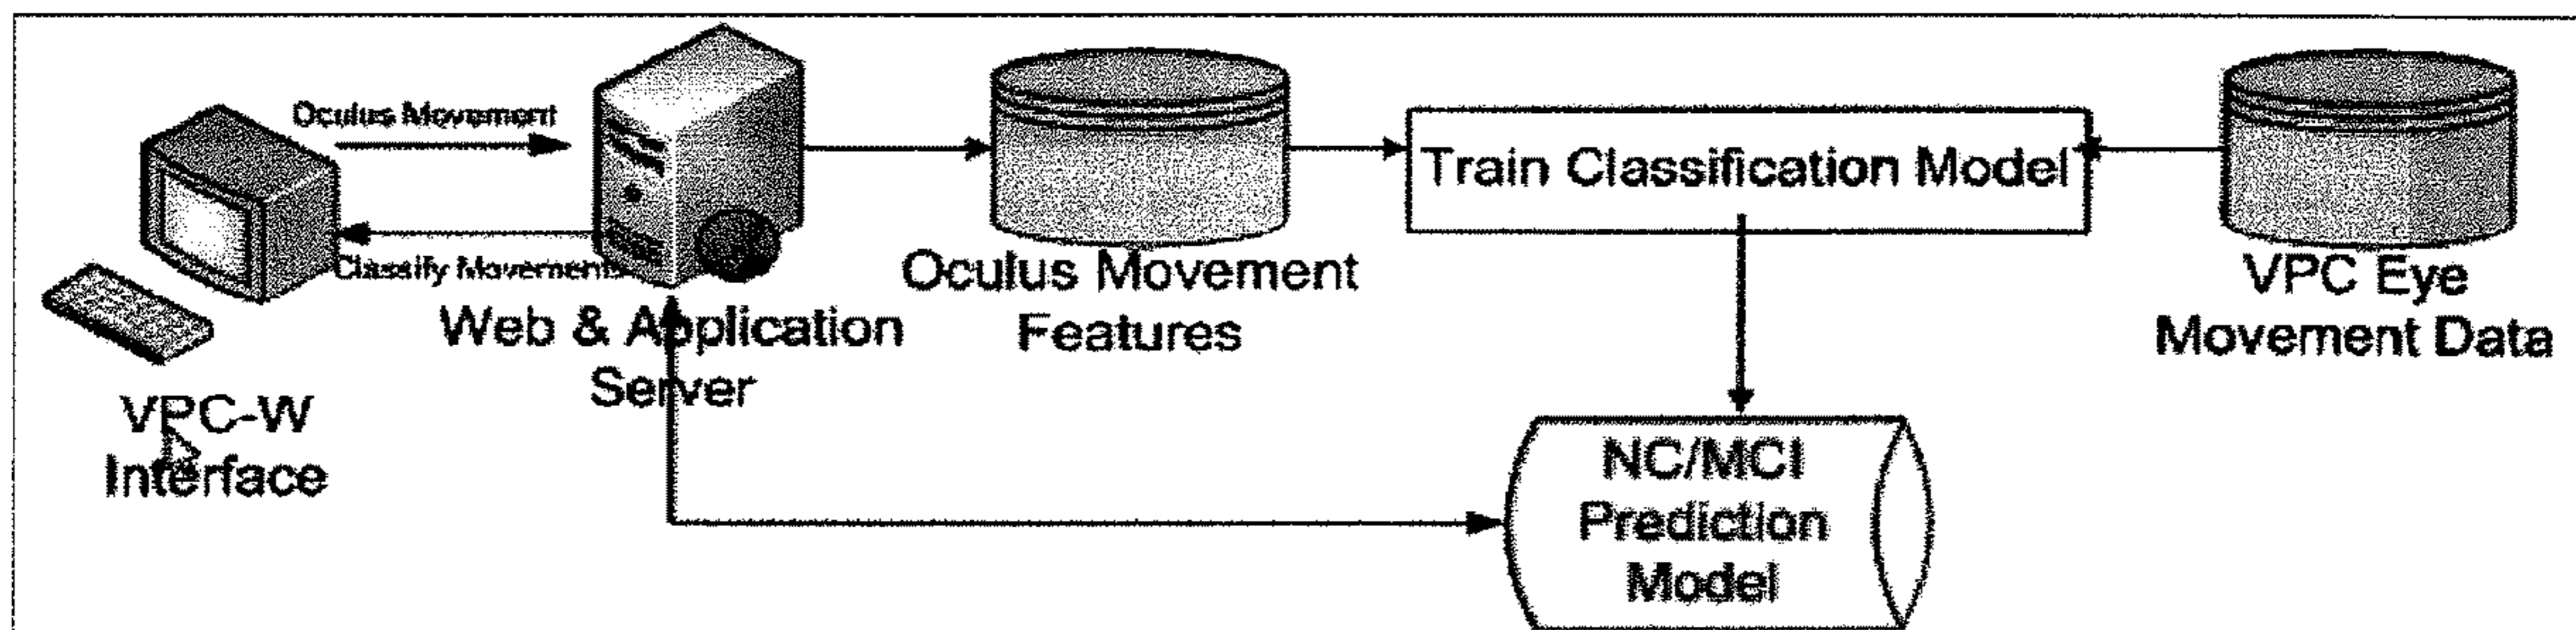 Oculus Movement
Classify Movements
VPC-W
Interface
Web & Application
Server
Oculus Movement
Features
Train Classification Model
VPC Eye
Movement Data
NC/MCI
Prediction
Model